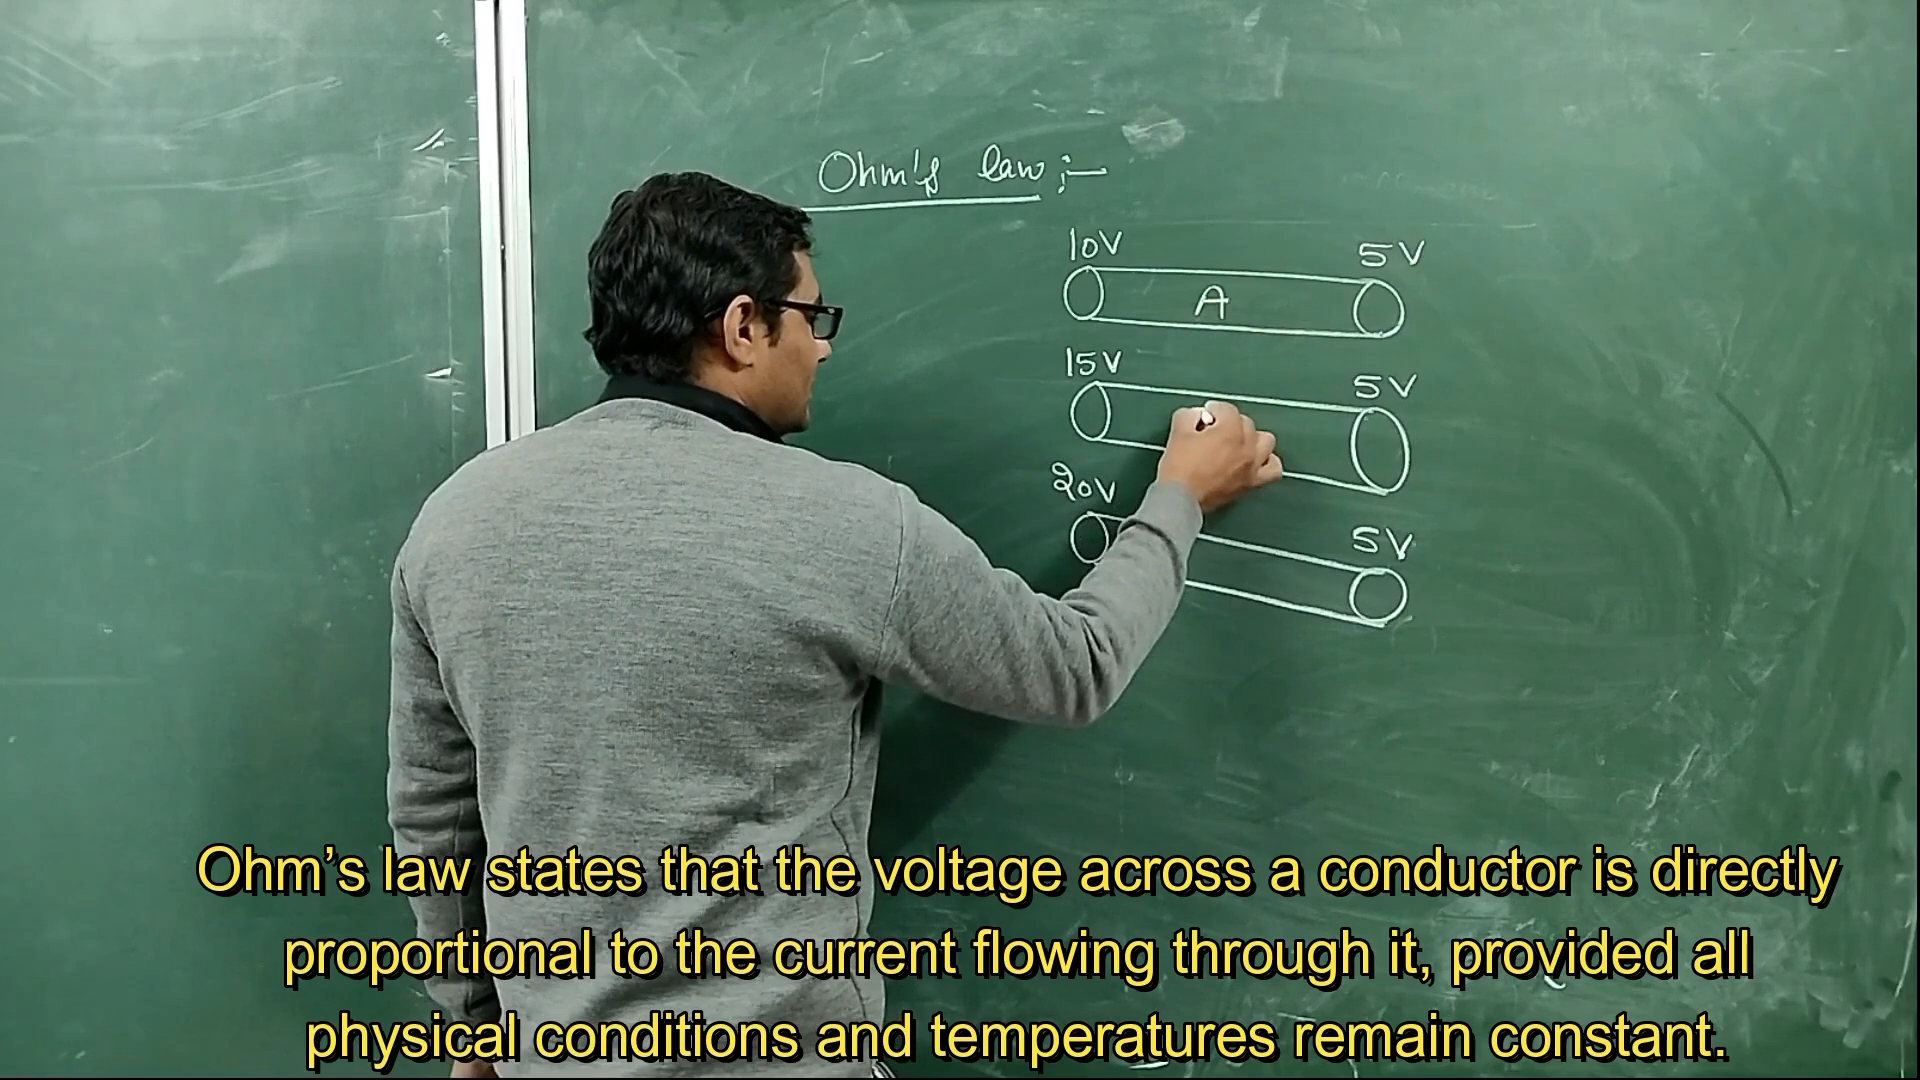 Ohm's law :-
10V 5V
A
15V 5V
20V 5V
Ohm’s law states that the voltage across a conductor is directly
proportional to the current flowing through it, provided all
physical conditions and temperatures remain constant.